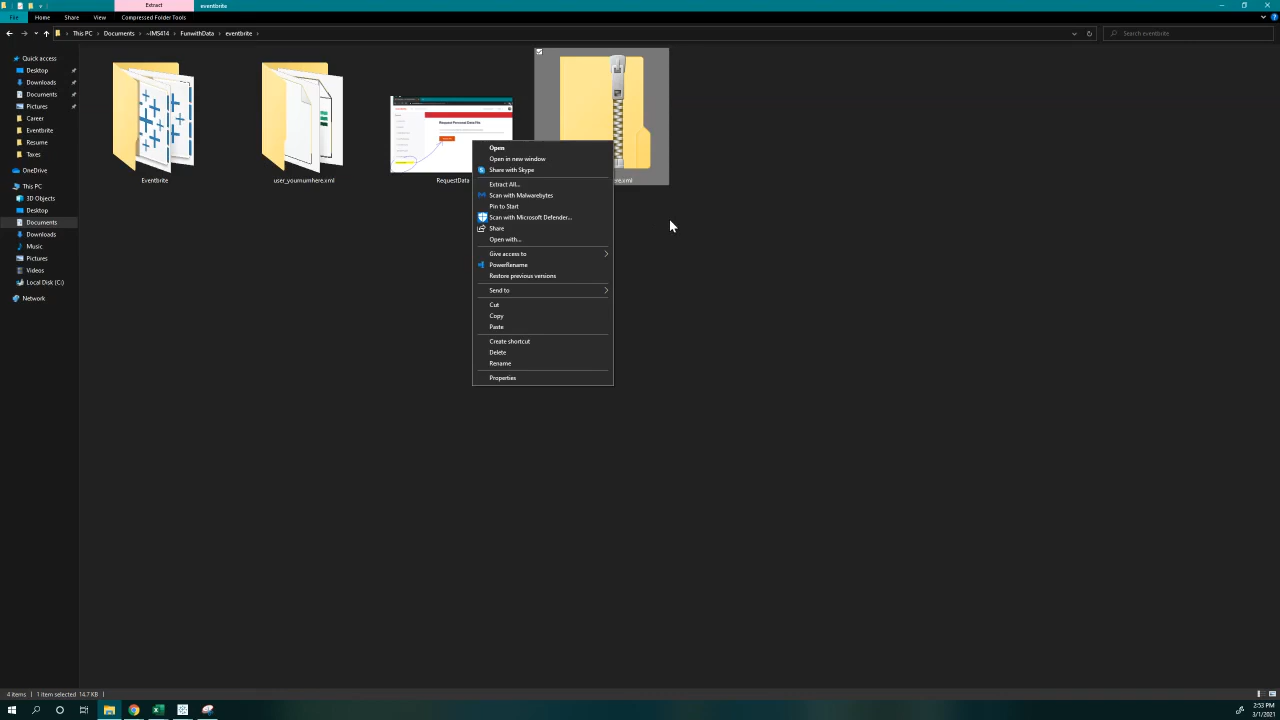 Extract
eventbrite
File
Home
Share
View
Compressed Folder Tools
This PC
Documents
~IMS414
FunwithData
eventbrite
Search eventbrite
Quick access
Desktop
Downloads
Documents
Pictures
Career
Eventbrite
Resume
Taxes
OneDrive
This PC
3D Objects
Desktop
Documents
Downloads
Music
Pictures
Videos
Local Disk (C:)
Network
Eventbrite
user_yournumhere.xml
Request Personal Data File
RequestData
Open
Open in new window
Share with Skype
Extract All...
Scan with Malwarebytes
Pin to Start
Scan with Microsoft Defender...
Share
Open with...
Give access to
PowerRename
Restore previous versions
Send to
Cut
Copy
Paste
Create shortcut
Delete
Rename
Properties
4 items
1 item selected 14.7 KB
2:53 PM
3/1/2021